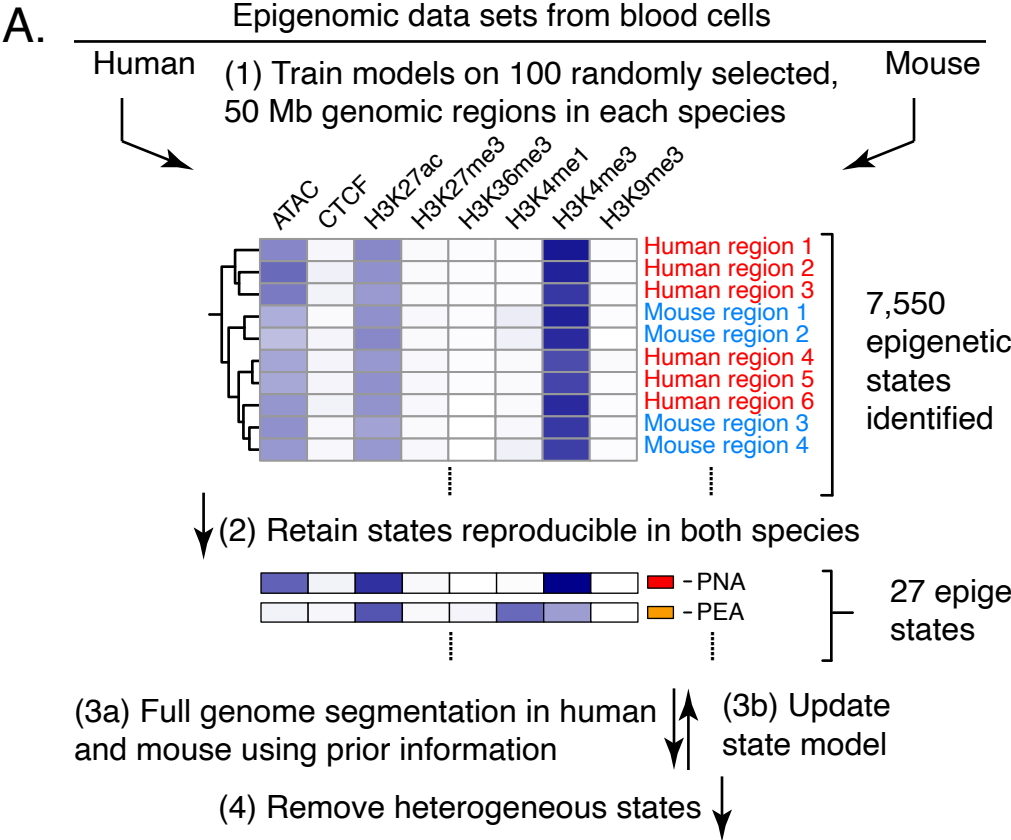 A.
Epigenomic data sets from blood cells
Human
Mouse
(1) Train models on 100 randomly selected,
50 Mb genomic regions in each species
ATAC
CTCF
H3K27ac
H3K27me3
H3K36me3
H3K4me1
H3K4me3
H3K9me3
Human region 1
Human region 2
Human region 3
Mouse region 1
Mouse region 2
Human region 4
Human region 5
Human region 6
Mouse region 3
Mouse region 4
7,550
epigenetic
states
identified
(2) Retain states reproducible in both species
-PNA
-PEA
27 epige
states
(3a) Full genome segmentation in human
and mouse using prior information
(3b) Update
state model
(4) Remove heterogeneous states